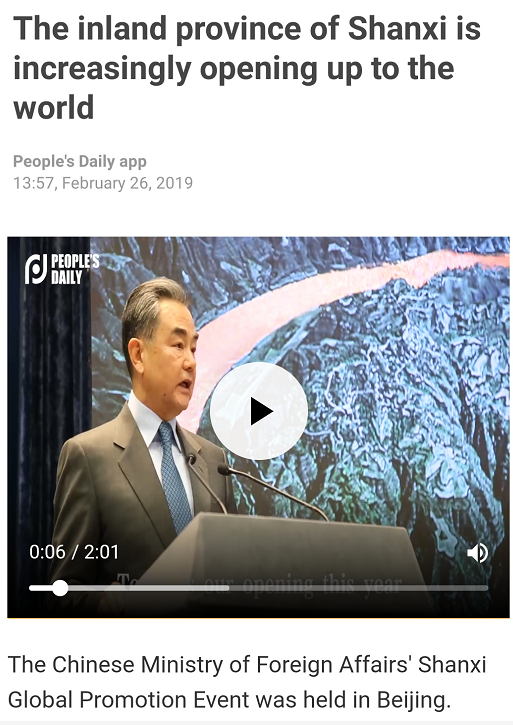 The inland province of Shanxi is
increasingly opening up to the
world
People's Daily app
13:57, February 26, 2019
PEOPLE'S
DAILY
0:06 / 2:01
our opening this year
The Chinese Ministry of Foreign Affairs' Shanxi
Global Promotion Event was held in Beijing.